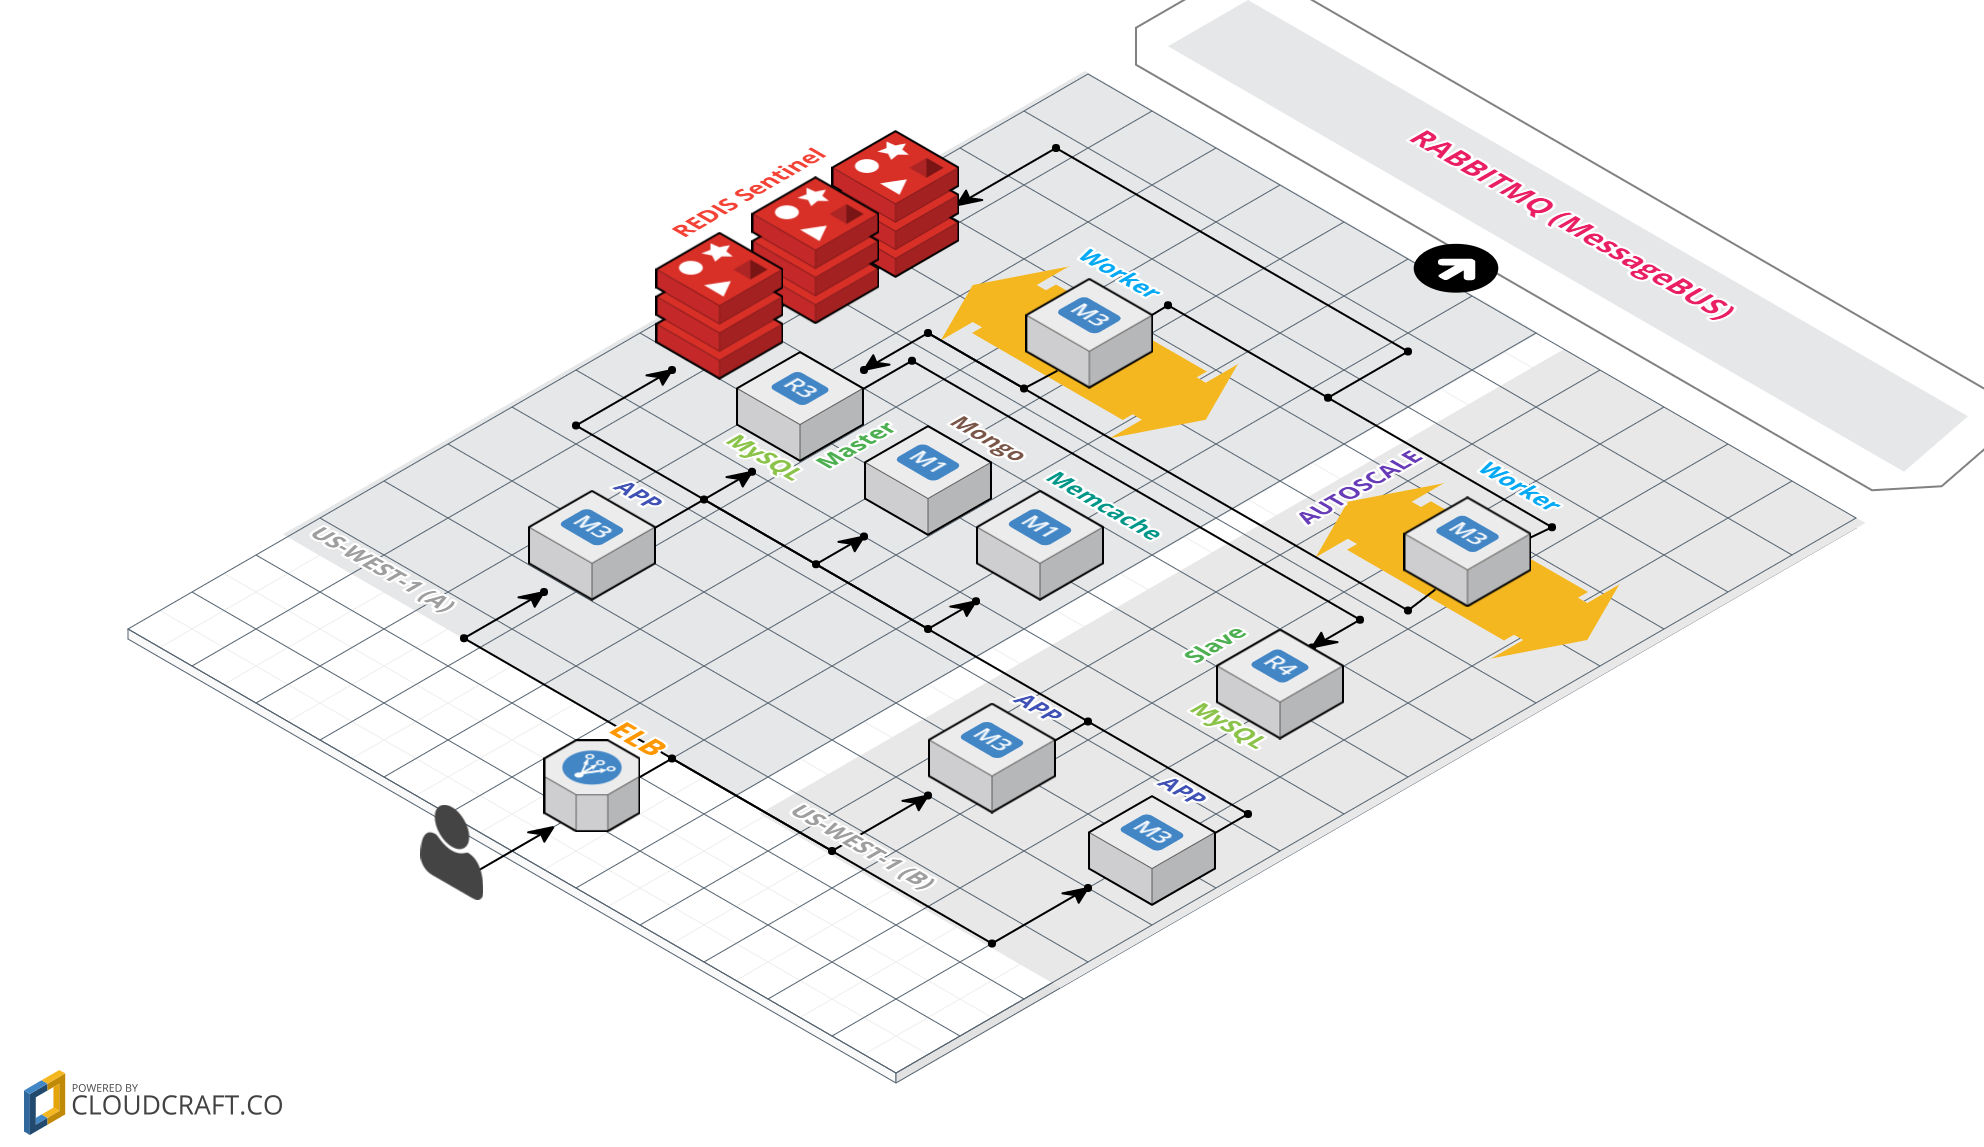 RABBITMQ (MessageBUS)
REDIS Sentinel
Worker
M3
R3
MySQL
Master
Mongo
M1
Memcache
M1
APP
M3
US-WEST-1 (A)
AUTOSCALE
Worker
M3
Slave
R4
MySQL
APP
M3
APP
M3
ELB
US-WEST-1 (B)
POWERED BY
CLOUDCRAFT.CO